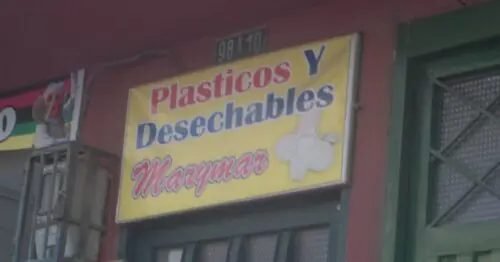 Plasticos Y
Desechables
Marymar